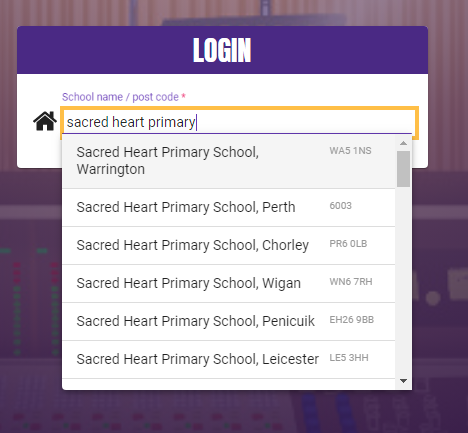 LOGIN
School name / post code *
sacred heart primary
Sacred Heart Primary School, WA5 1NS
Warrington
Sacred Heart Primary School, Perth 6003
Sacred Heart Primary School, Chorley PR6 0LB
Sacred Heart Primary School, Wigan WN6 7RH
Sacred Heart Primary School, Penicuik EH26 9BB
Sacred Heart Primary School, Leicester LE5 3HH